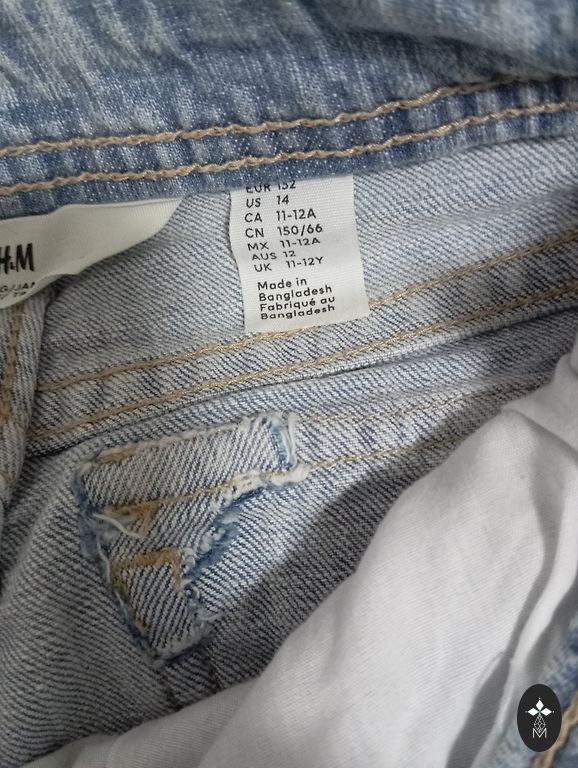 EUR 152
US 14
CA 11-12A
CN 150/66
MX 11-12A
AUS 12
UK 11-12Y
Made in
Bangladesh
Fabriqué au
Bangladesh
H&M
M